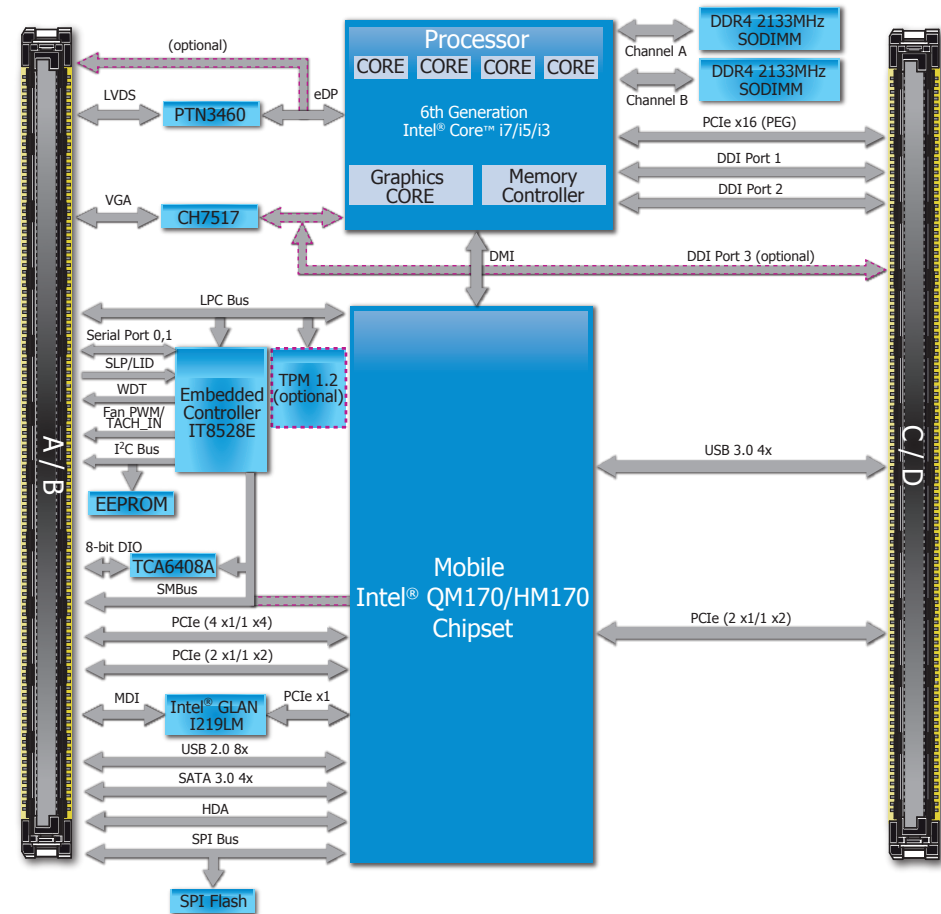 (optional)
LVDS
PTN3460
eDP
Processor
CORE CORE CORE CORE
6th Generation
Intel® Core™ i7/i5/i3
Graphics
CORE
Memory
Controller
Channel A
DDR4 2133MHz
SODIMM
Channel B
DDR4 2133MHz
SODIMM
PCIe x16 (PEG)
DDI Port 1
DDI Port 2
VGA
CH7517
DMI
DDI Port 3 (optional)
LPC Bus
Serial Port 0,1
SLP/LID
WDT
Fan PWM/
TACH_IN
I²C Bus
Embedded
Controller
IT8528E
TPM 1.2
(optional)
EEPROM
A / B
C / D
USB 3.0 4x
8-bit DIO
TCA6408A
SMBus
Mobile
Intel® QM170/HM170
Chipset
PCIe (4 x1/1 x4)
PCIe (2 x1/1 x2)
PCIe (2 x1/1 x2)
MDI
Intel® GLAN
I219LM
PCIe x1
USB 2.0 8x
SATA 3.0 4x
HDA
SPI Bus
SPI Flash